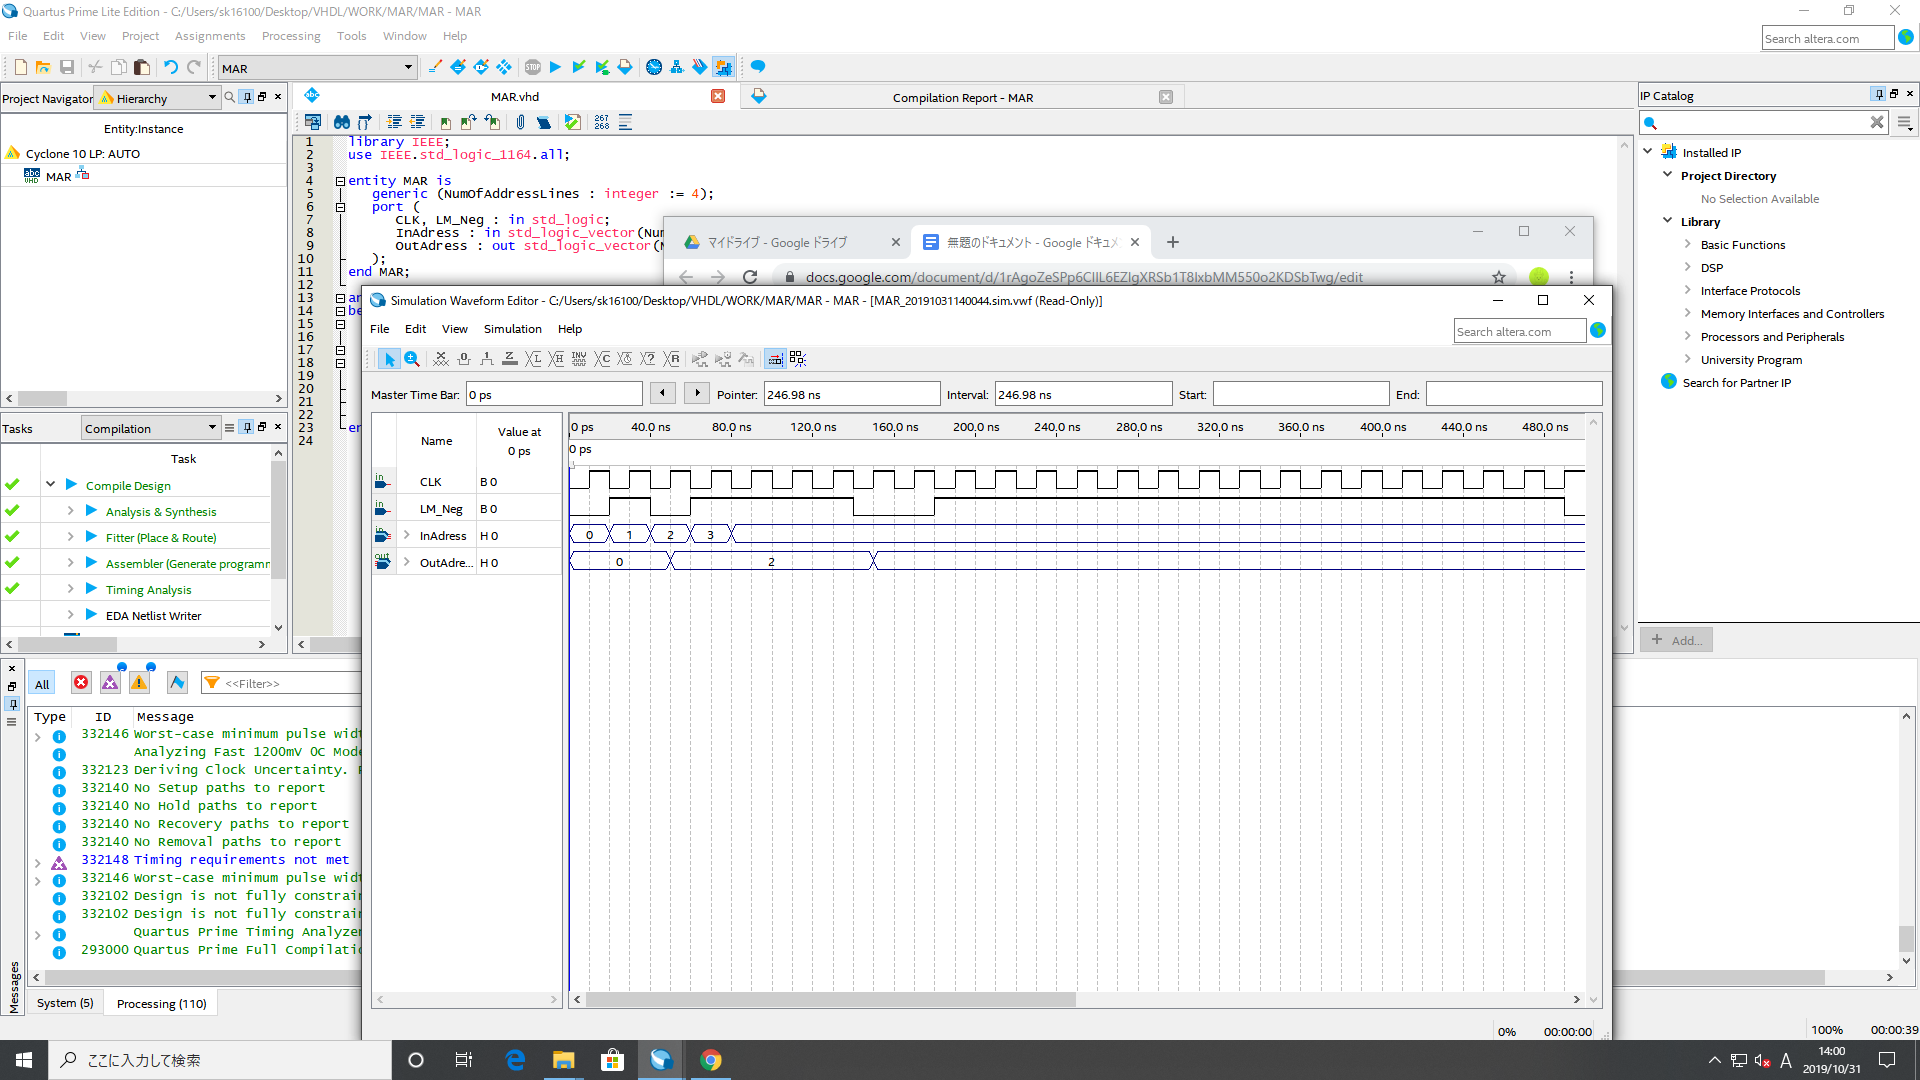 Quartus Prime Lite Edition - C:/Users/sk16100/Desktop/VHDL/WORK/MAR/MAR - MAR
File Edit View Project Assignments Processing Tools Window Help
Search altera.com
MAR
Project Navigator Hierarchy
Entity:Instance
Cyclone 10 LP: AUTO
MAR
MAR.vhd
Compilation Report - MAR
267
268
1 library IEEE;
2 use IEEE.std_logic_1164.all;
3
4 entity MAR is
5 generic (NumOfAddressLines : integer := 4);
6 port (
7 CLK, LM_Neg : in std_logic;
8 InAdress : in std_logic_vector(Num
9 OutAdress : out std_logic_vector(
10 );
11 end MAR;
12
13 ar
14 be
15
16
17
18
19
20
21
22
23 en
24
マイドライブ - Google ドライブ
無題のドキュメント - Google ドキュメ
docs.google.com/document/d/1rAgoZeSPp6CIIL6EZIgXRSb1T8IxbMM550o2KDSbTwg/edit
Simulation Waveform Editor - C:/Users/sk16100/Desktop/VHDL/WORK/MAR/MAR - MAR - [MAR_20191031140044.sim.vwf (Read-Only)]
File Edit View Simulation Help
Search altera.com
Master Time Bar: 0 ps Pointer: 246.98 ns Interval: 246.98 ns Start: End:
Name Value at 0 ps
0 ps 40.0 ns 80.0 ns 120.0 ns 160.0 ns 200.0 ns 240.0 ns 280.0 ns 320.0 ns 360.0 ns 400.0 ns 440.0 ns 480.0 ns
0 ps
in CLK B 0
in LM_Neg B 0
in InAdress H 0 0 1 2 3
out OutAdre... H 0 0 2
0% 00:00:00
Tasks Compilation
Task
Compile Design
Analysis & Synthesis
Fitter (Place & Route)
Assembler (Generate programm
Timing Analysis
EDA Netlist Writer
IP Catalog
Installed IP
Project Directory
No Selection Available
Library
Basic Functions
DSP
Interface Protocols
Memory Interfaces and Controllers
Processors and Peripherals
University Program
Search for Partner IP
+ Add...
All <<Filter>>
Type ID Message
332146 Worst-case minimum pulse widt
Analyzing Fast 1200mV 0C Mode
332123 Deriving Clock Uncertainty.
332140 No Setup paths to report
332140 No Hold paths to report
332140 No Recovery paths to report
332140 No Removal paths to report
332148 Timing requirements not met
332146 Worst-case minimum pulse widt
332102 Design is not fully constrain
332102 Design is not fully constrain
Quartus Prime Timing Analyzer
293000 Quartus Prime Full Compilatio
Messages
System (5) Processing (110)
100% 00:00:39
ここに入力して検索
A
14:00
2019/10/31